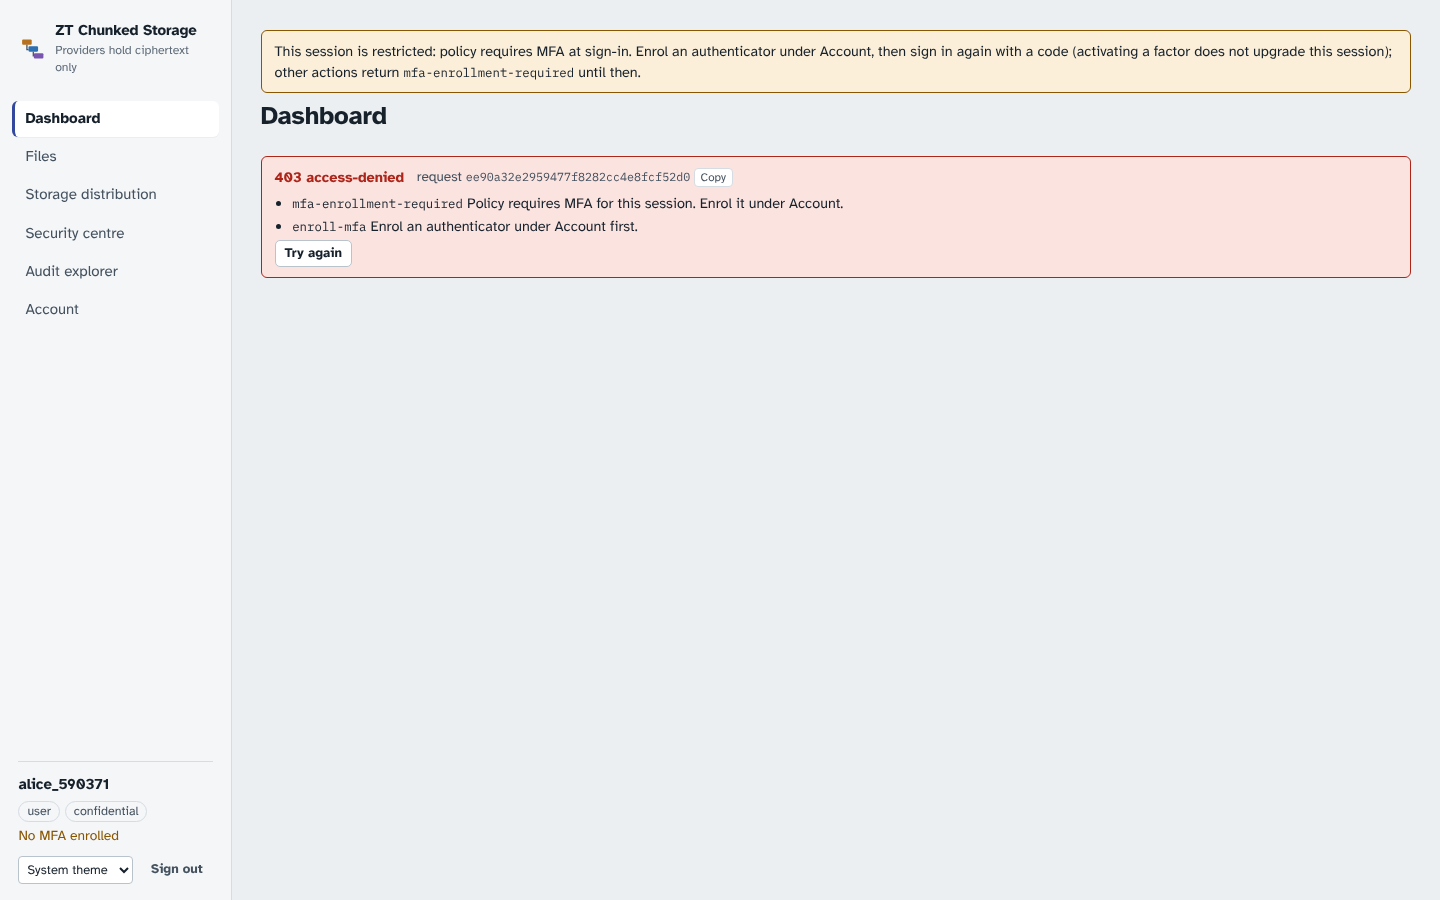 ZT Chunked Storage
Providers hold ciphertext
only
Dashboard
Files
Storage distribution
Security centre
Audit explorer
Account
alice_590371
user confidential
No MFA enrolled
System theme Sign out
This session is restricted: policy requires MFA at sign-in. Enrol an authenticator under Account, then sign in again with a code (activating a factor does not upgrade this session);
other actions return mfa-enrollment-required until then.
Dashboard
403 access-denied request ee90a32e2959477f8282cc4e8fcf52d0 Copy
• mfa-enrollment-required Policy requires MFA for this session. Enrol it under Account.
• enroll-mfa Enrol an authenticator under Account first.
Try again